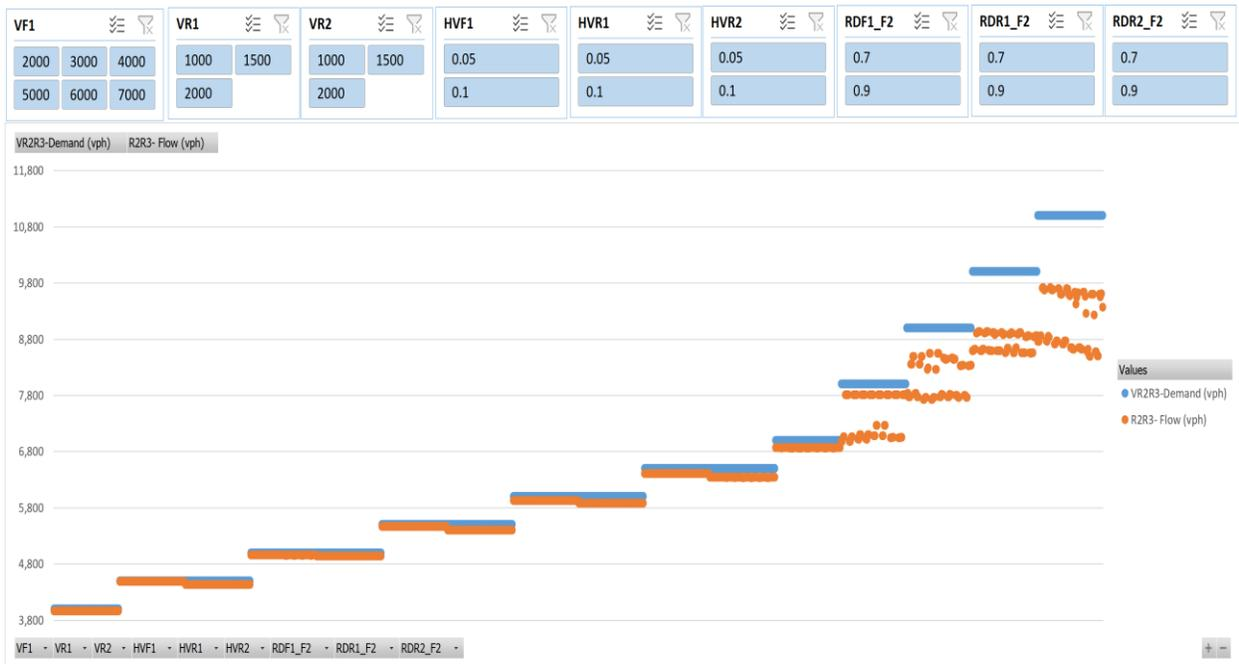 VF1 VR1 VR2 HVF1 HVR1 HVR2 RDF1_F2 RDR1_F2 RDR2_F2
2000 3000 4000 1000 1500 1000 1500 0.05 0.05 0.05 0.7 0.7 0.7
5000 6000 7000 2000 2000 0.1 0.1 0.1 0.9 0.9 0.9
VR2R3-Demand (vph) R2R3- Flow (vph)
11,800
10,800
9,800
8,800
7,800
6,800
5,800
4,800
3,800
Values
VR2R3-Demand (vph)
R2R3- Flow (vph)
VF1 VR1 VR2 HVF1 HVR1 HVR2 RDF1_F2 RDR1_F2 RDR2_F2
+ −